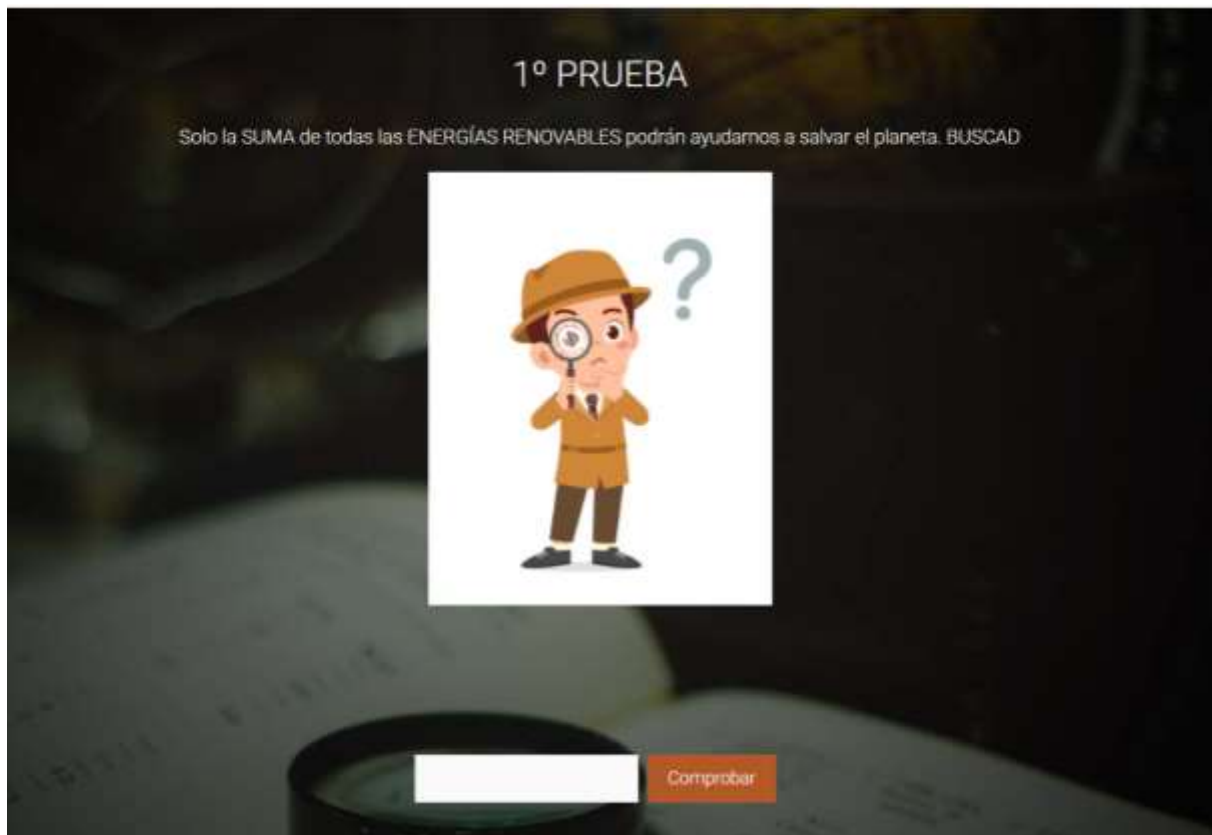 1º PRUEBA
Solo la SUMA de todas las ENERGÍAS RENOVABLES podrán ayudarnos a salvar el planeta. BUSCAD
?
Comprobar